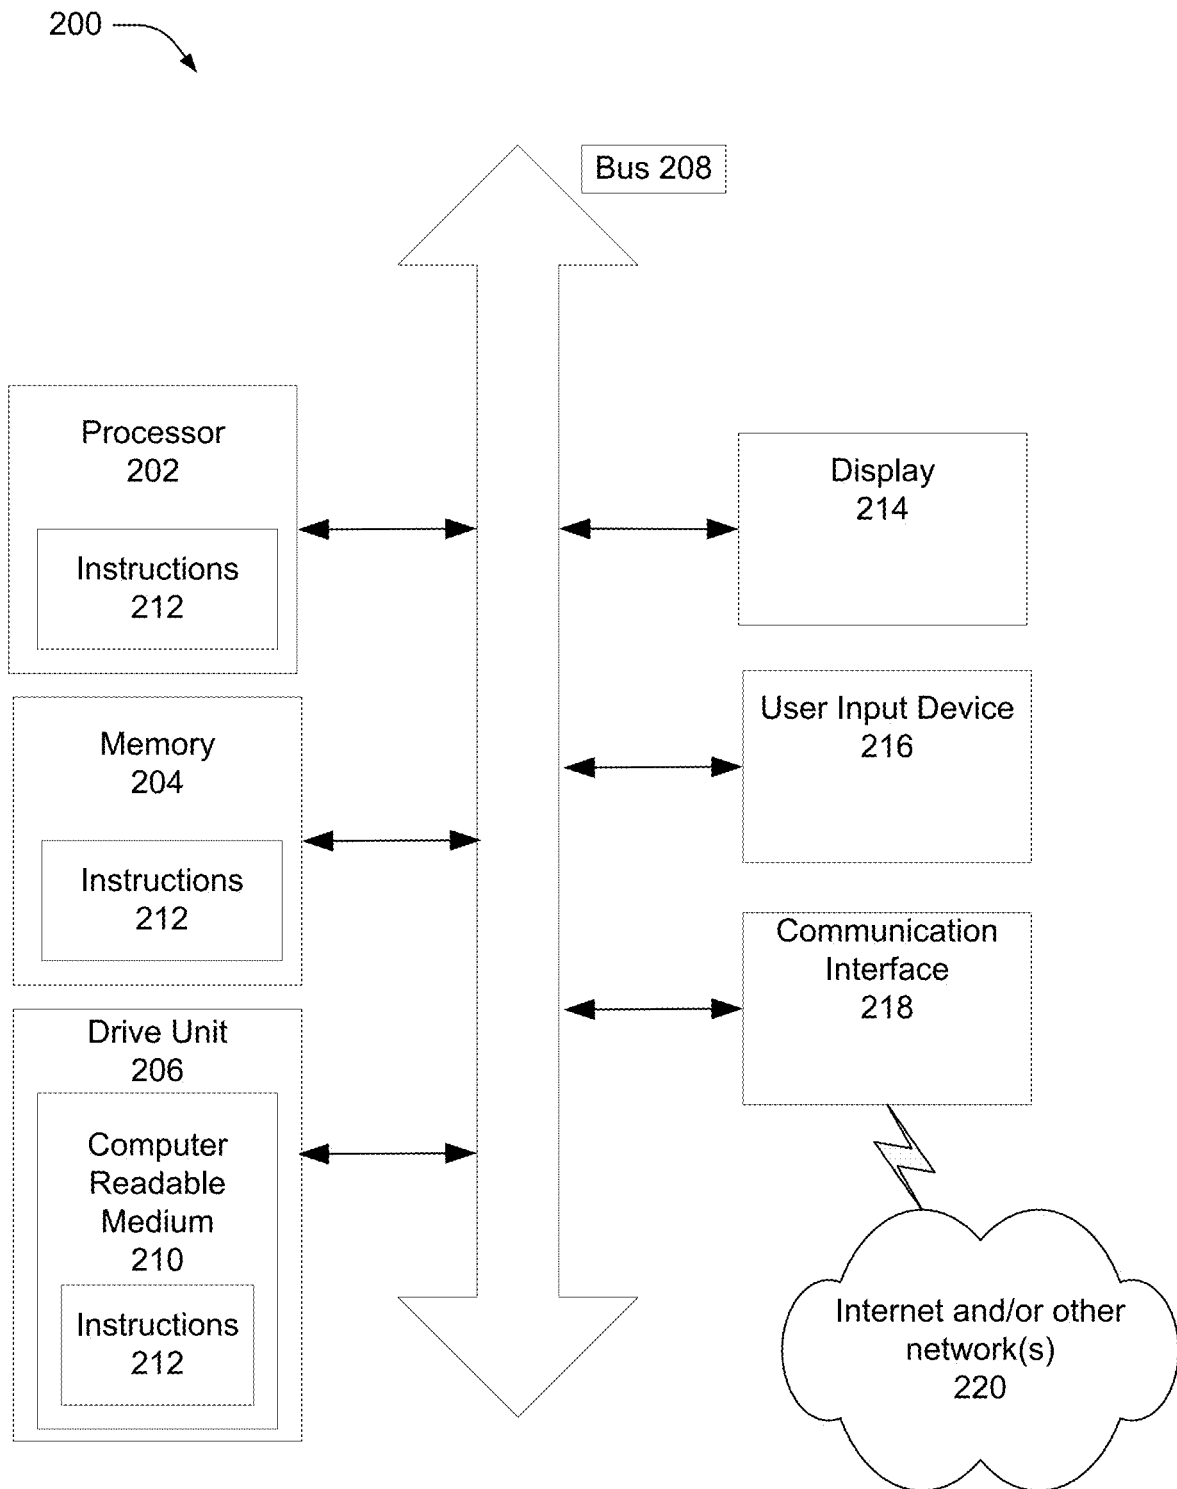 200
Bus 208
Processor
202
Instructions
212
Memory
204
Instructions
212
Drive Unit
206
Computer
Readable
Medium
210
Instructions
212
Display
214
User Input Device
216
Communication
Interface
218
Internet and/or other
network(s)
220